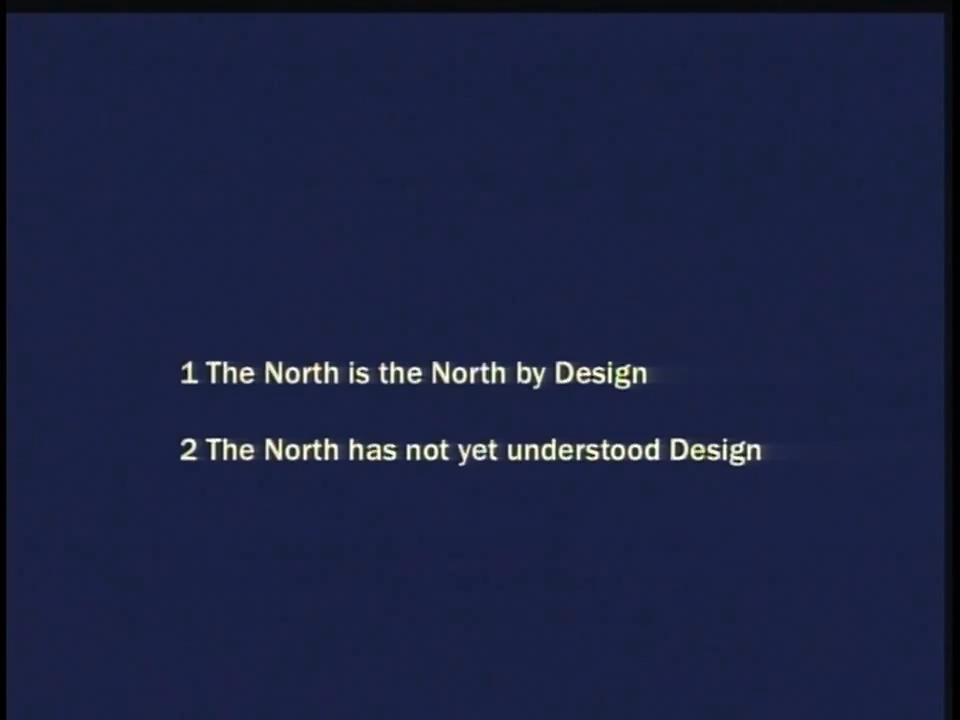 1 The North is the North by Design
2 The North has not yet understood Design